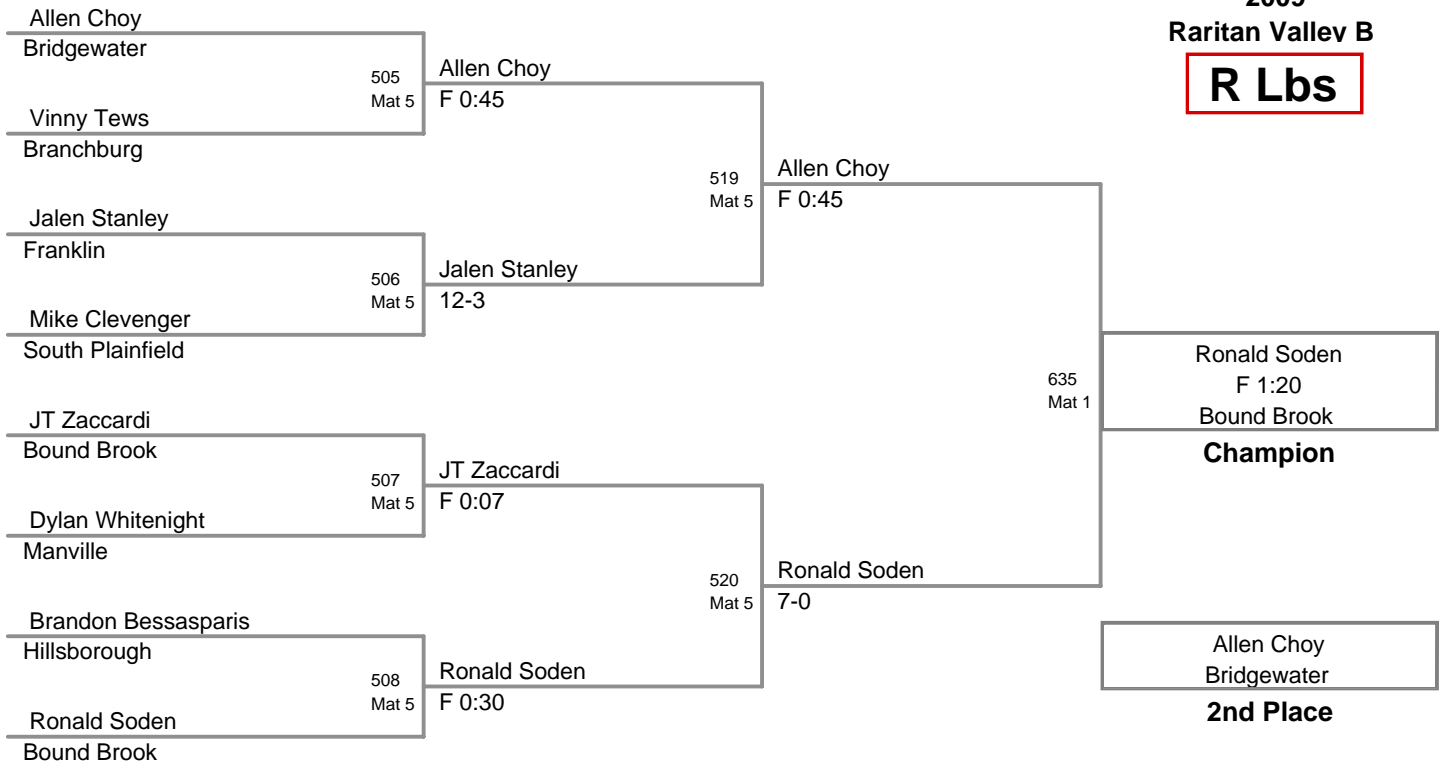 2009
Raritan Valley B
R Lbs
Allen Choy
Bridgewater
505
Mat 5
Allen Choy
F 0:45
Vinny Tews
Branchburg
519
Mat 5
Allen Choy
F 0:45
Jalen Stanley
Franklin
506
Mat 5
Jalen Stanley
12-3
Mike Clevenger
South Plainfield
635
Mat 1
Ronald Soden
F 1:20
Bound Brook
Champion
JT Zaccardi
Bound Brook
507
Mat 5
JT Zaccardi
F 0:07
Dylan Whitenight
Manville
520
Mat 5
Ronald Soden
7-0
Brandon Bessasparis
Hillsborough
508
Mat 5
Ronald Soden
F 0:30
Ronald Soden
Bound Brook
Allen Choy
Bridgewater
2nd Place